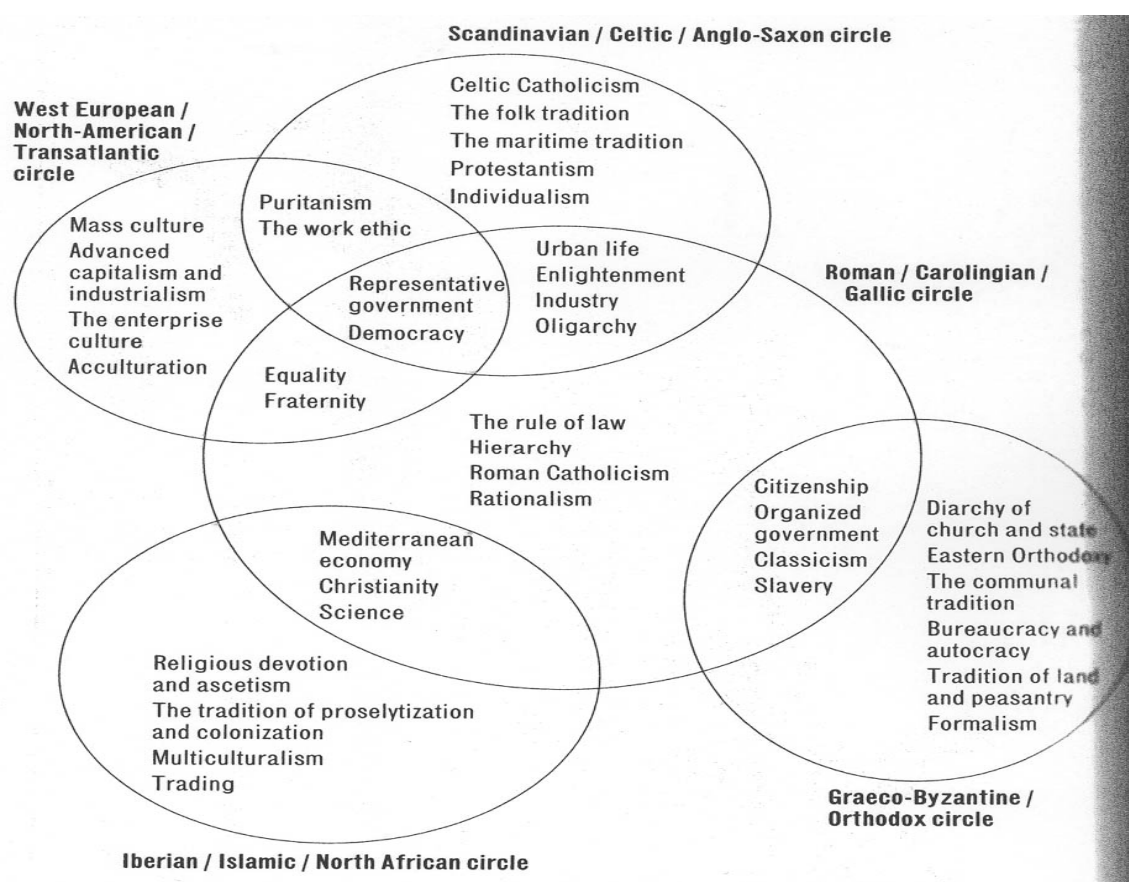 Scandinavian / Celtic / Anglo-Saxon circle
Celtic Catholicism
The folk tradition
The maritime tradition
Protestantism
Individualism
West European /
North-American /
Transatlantic
circle
Puritanism
The work ethic
Mass culture
Advanced
capitalism and
industrialism
The enterprise
culture
Acculturation
Urban life
Enlightenment
Industry
Oligarchy
Representative
government
Democracy
Roman / Carolingian /
Gallic circle
Equality
Fraternity
The rule of law
Hierarchy
Roman Catholicism
Rationalism
Citizenship
Organized
government
Classicism
Slavery
Diarchy of
church and state
Eastern Orthodoxy
The communal
tradition
Bureaucracy and
autocracy
Tradition of land
and peasantry
Formalism
Mediterranean
economy
Christianity
Science
Religious devotion
and ascetism
The tradition of proselytization
and colonization
Multiculturalism
Trading
Graeco-Byzantine /
Orthodox circle
Iberian / Islamic / North African circle